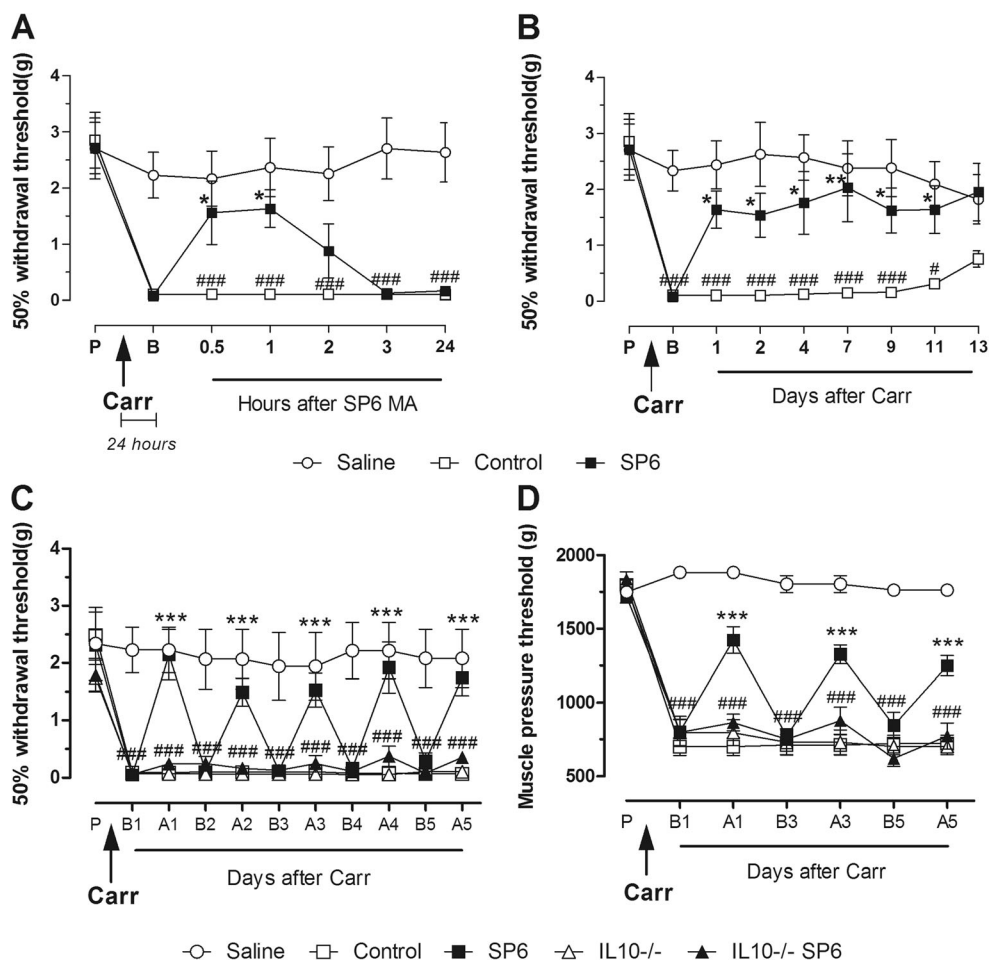 A
50% withdrawal threshold(g)
4
3
2
1
0
* *
### ### ### ### ###
P B 0.5 1 2 3 24
Carr
24 hours
Hours after SP6 MA
B
50% withdrawal threshold(g)
4
3
2
1
0
* * * ** * *
### ### ### ### ### ### #
P B 1 2 4 7 9 11 13
Carr
Days after Carr
Saline Control SP6
C
50% withdrawal threshold(g)
4
3
2
1
0
*** *** *** *** ***
### ### ### ### ### ### ### ### ### ###
P B1 A1 B2 A2 B3 A3 B4 A4 B5 A5
Carr
Days after Carr
D
Muscle pressure threshold (g)
2000
1500
1000
500
*** *** ***
### ### ### ### ### ###
P B1 A1 B3 A3 B5 A5
Carr
Days after Carr
Saline Control SP6 IL10-/- IL10-/- SP6